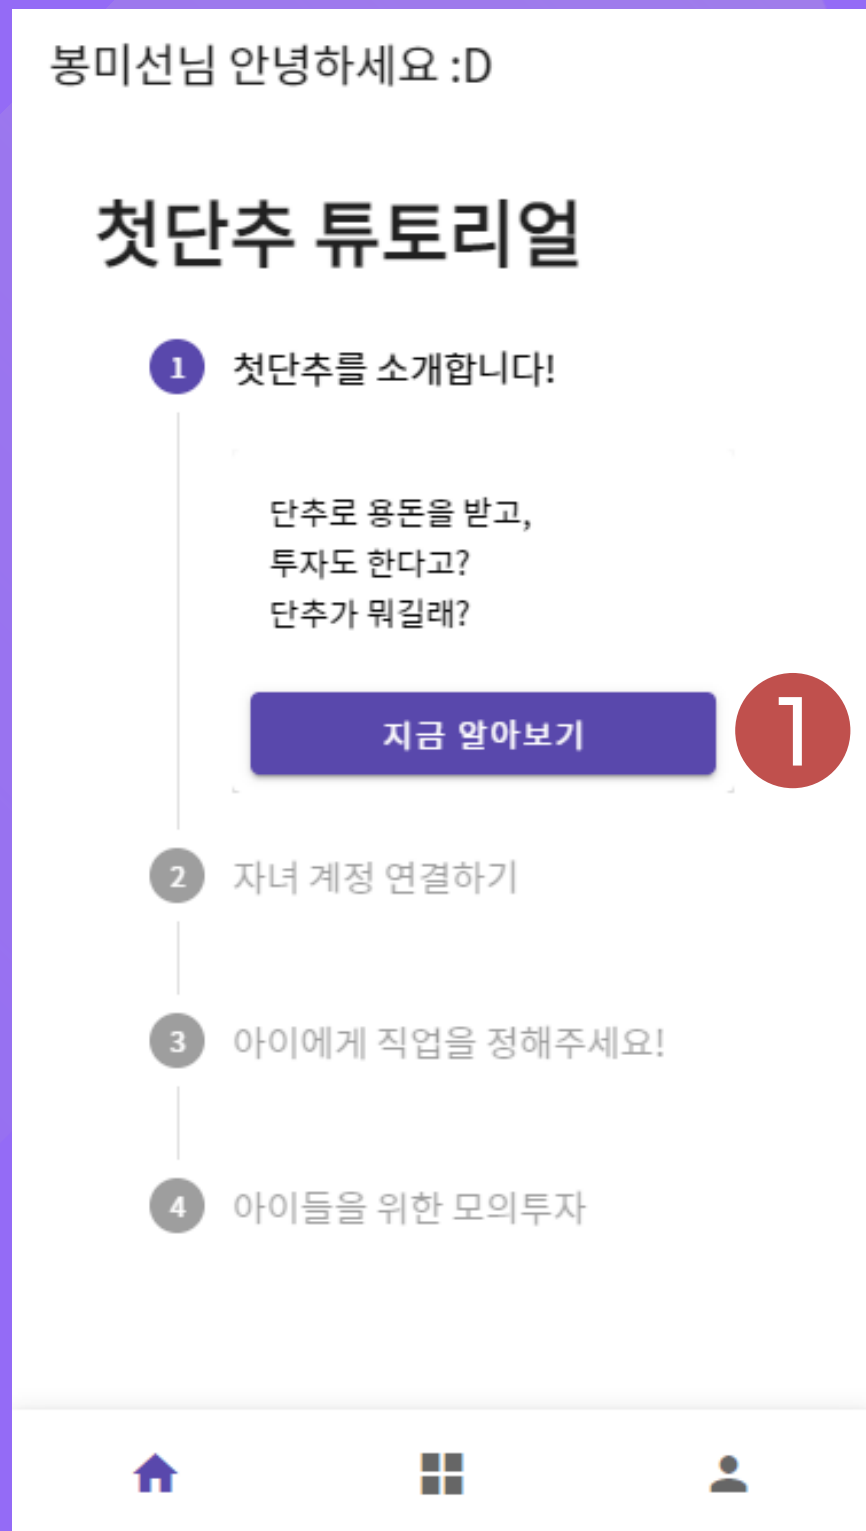 봉미선님 안녕하세요 :D
첫단추 튜토리얼
1 첫단추를 소개합니다!
단추로 용돈을 받고,
투자도 한다고?
단추가 뭐길래?
지금 알아보기
1
2 자녀 계정 연결하기
3 아이에게 직업을 정해주세요!
4 아이들을 위한 모의투자